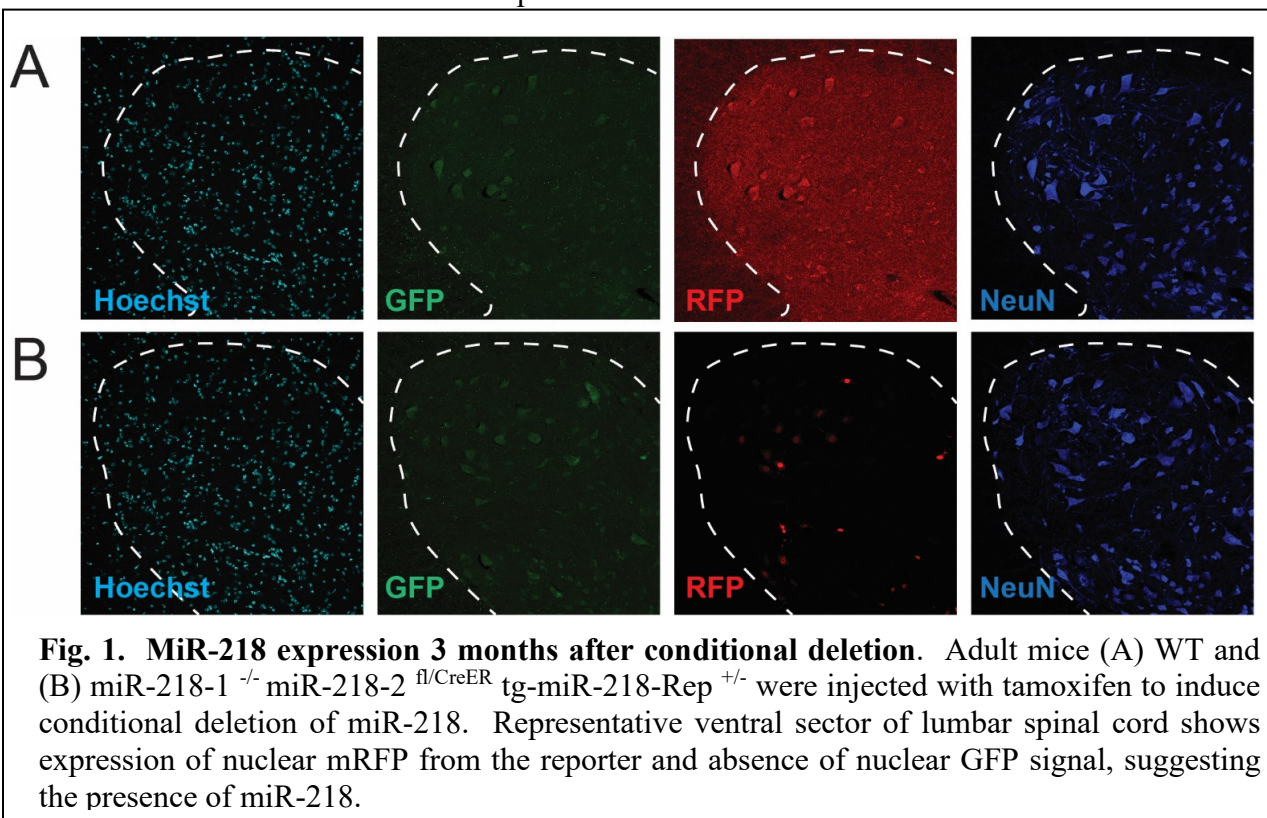 A
Hoechst GFP RFP NeuN
B
Hoechst GFP RFP NeuN
Fig. 1. MiR-218 expression 3 months after conditional deletion. Adult mice (A) WT and
(B) miR-218-1 -/- miR-218-2 fl/CreER tg-miR-218-Rep +/- were injected with tamoxifen to induce
conditional deletion of miR-218. Representative ventral sector of lumbar spinal cord shows
expression of nuclear mRFP from the reporter and absence of nuclear GFP signal, suggesting
the presence of miR-218.